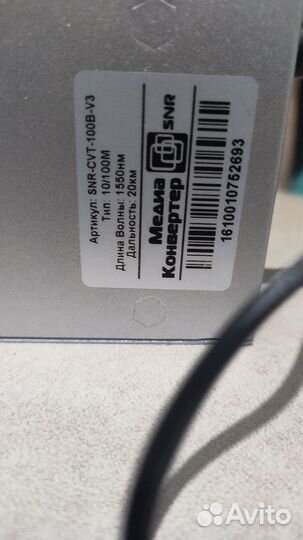 Артикул: SNR-CVT-100B-V3
Тип: 10/100M
Длина Волны: 1550нм
Дальность: 20км
Медиа
Конвертер
SNR
1610010752693
Avito